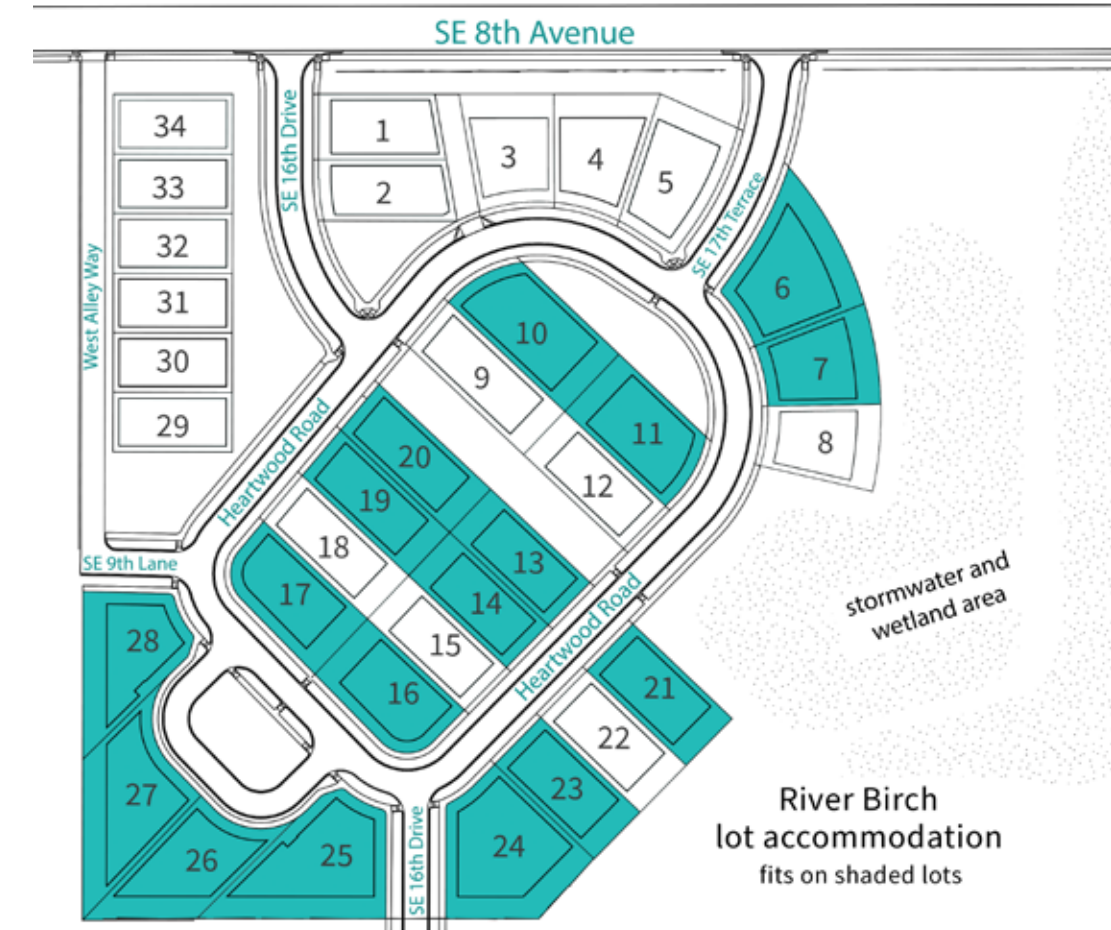 SE 8th Avenue
SE 16th Drive
SE 17th Terrace
West Alley Way
34
33
32
31
30
29
1
2
3
4
5
6
7
8
10
9
11
12
20
19
18
17
13
14
15
16
Heartwood Road
Heartwood Road
SE 9th Lane
28
27
26
25
24
23
22
21
SE 16th Drive
stormwater and
wetland area
River Birch
lot accommodation
fits on shaded lots